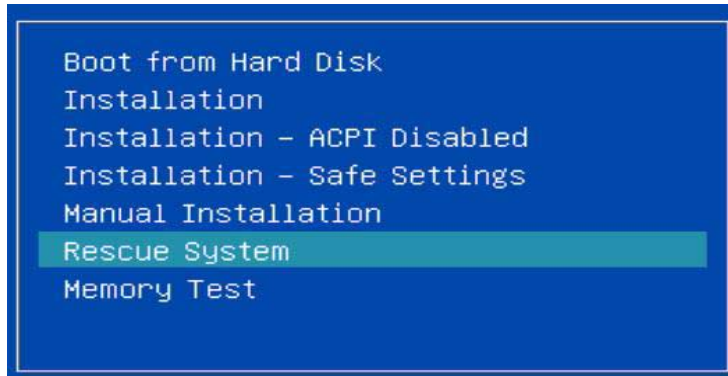 Boot from Hard Disk
Installation
Installation – ACPI Disabled
Installation – Safe Settings
Manual Installation
Rescue System
Memory Test